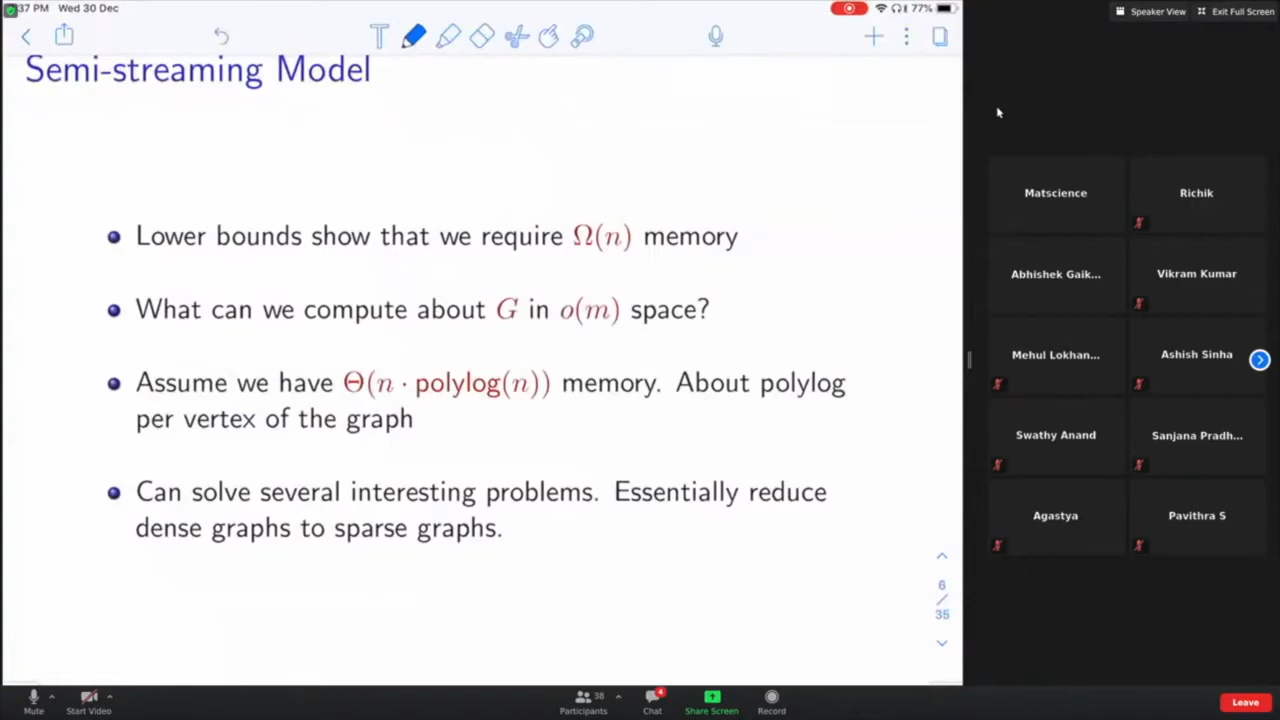 37 PM Wed 30 Dec
77%
Speaker View
Exit Full Screen
Semi-streaming Model
Lower bounds show that we require Ω(n) memory
What can we compute about G in o(m) space?
Assume we have Θ(n · polylog(n)) memory. About polylog
per vertex of the graph
Can solve several interesting problems. Essentially reduce
dense graphs to sparse graphs.
6
/
35
Matscience
Richik
Abhishek Gaik...
Vikram Kumar
Mehul Lokhan...
Ashish Sinha
Swathy Anand
Sanjana Pradh...
Agastya
Pavithra S
Mute
Start Video
38
Participants
4
Chat
Share Screen
Record
Leave